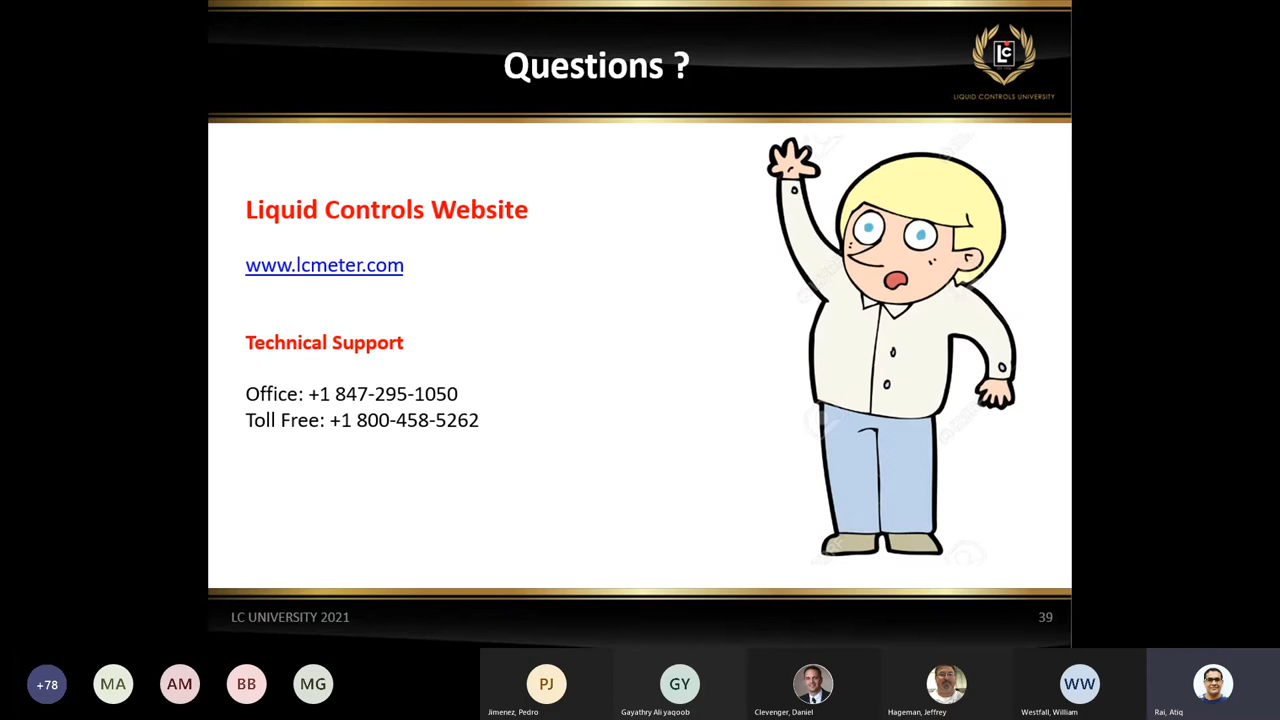 Questions ?
LC
LIQUID CONTROLS UNIVERSITY
Liquid Controls Website
www.lcmeter.com
Technical Support
Office: +1 847-295-1050
Toll Free: +1 800-458-5262
LC UNIVERSITY 2021
39
+78
MA
AM
BB
MG
PJ
GY
WW
Jimenez, Pedro
Gayathry Ali yaqoob
Clevenger, Daniel
Hageman, Jeffrey
Westfall, William
Rai, Atiq